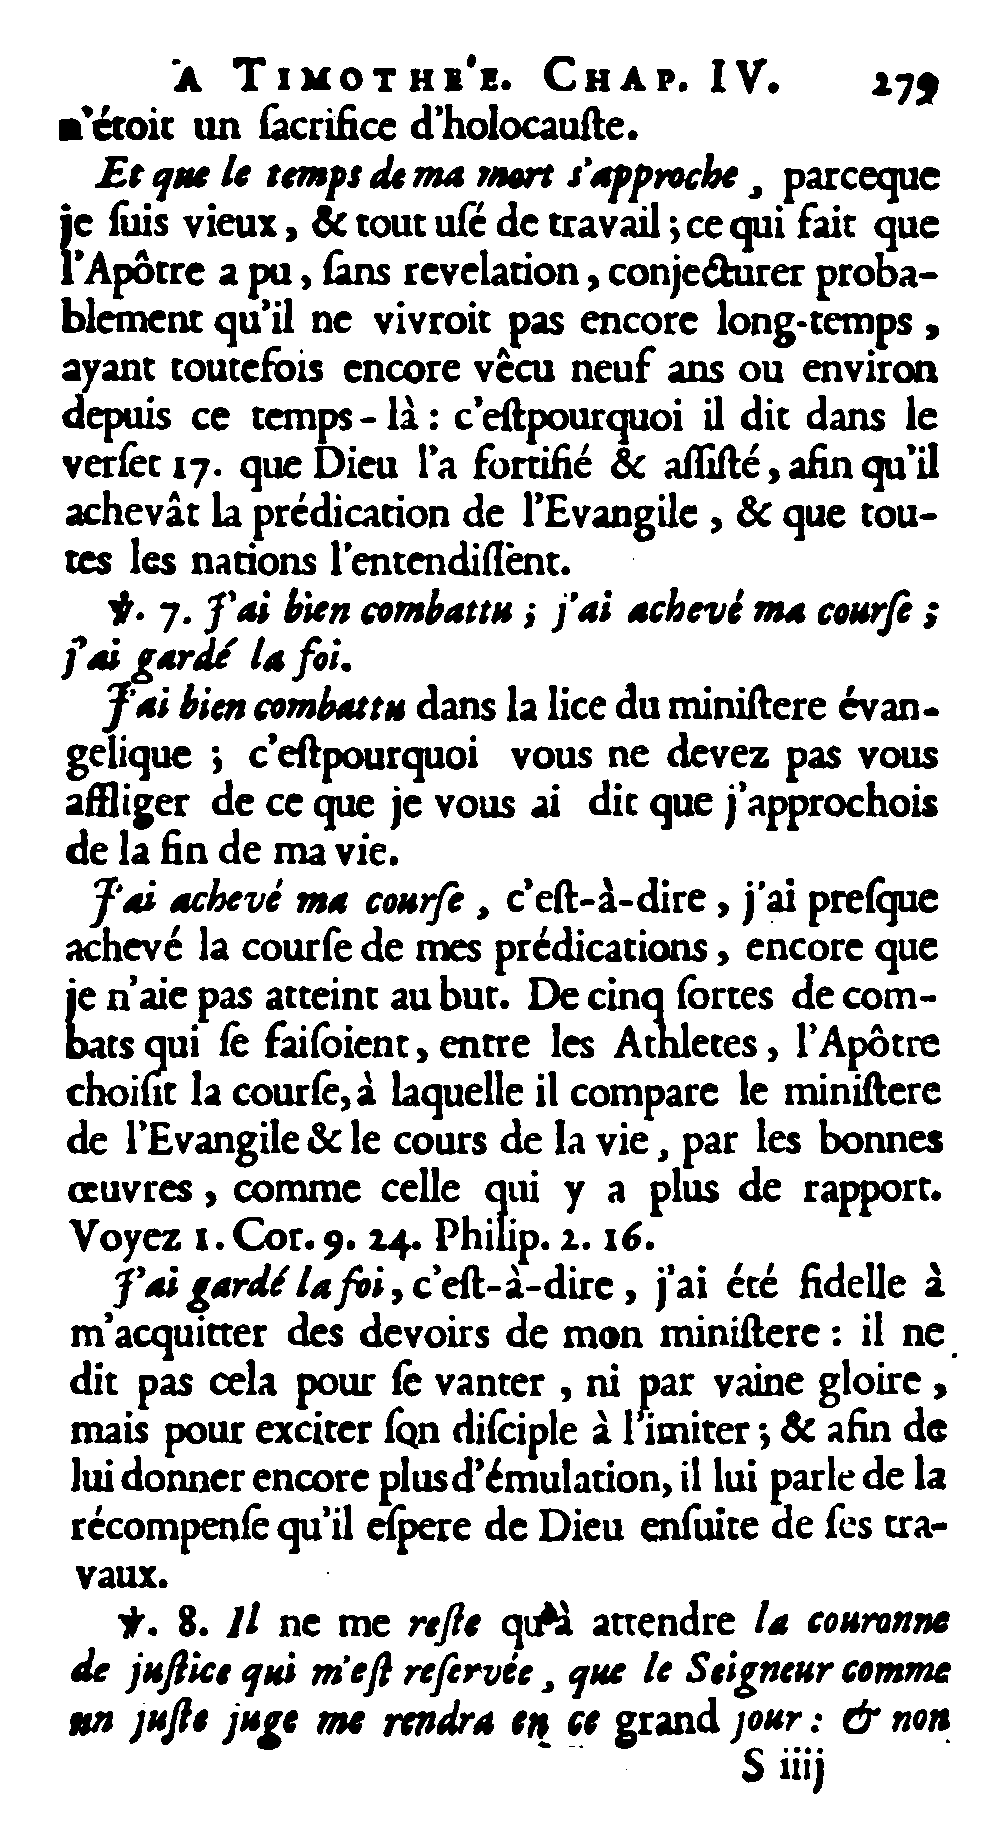 A TIMOTHE'E. CHAP. IV. 279
n'étoit un ſacrifice d'holocauſte.
Et que le temps de ma mort s'approche, parceque
je ſuis vieux, & tout uſé de travail; ce qui fait que
l'Apôtre a pu, ſans revelation, conjecturer proba-
blement qu'il ne vivroit pas encore long-temps,
ayant toutefois encore vêcu neuf ans ou environ
depuis ce temps-là: c'eſtpourquoi il dit dans le
verſet 17. que Dieu l'a fortifié & aſſiſté, afin qu'il
achevât la prédication de l'Evangile, & que tou-
tes les nations l'entendiſſent.
℣. 7. J'ai bien combattu; j'ai achevé ma courſe;
j'ai gardé la foi.
J'ai bien combattu dans la lice du miniſtere évan-
gelique; c'eſtpourquoi vous ne devez pas vous
affliger de ce que je vous ai dit que j'approchois
de la fin de ma vie.
J'ai achevé ma courſe, c'eſt-à-dire, j'ai preſque
achevé la courſe de mes prédications, encore que
je n'aie pas atteint au but. De cinq ſortes de com-
bats qui ſe faiſoient, entre les Athletes, l'Apôtre
choiſit la courſe, à laquelle il compare le miniſtere
de l'Evangile & le cours de la vie, par les bonnes
œuvres, comme celle qui y a plus de rapport.
Voyez 1. Cor. 9. 24. Philip. 2. 16.
J'ai gardé la foi, c'eſt-à-dire, j'ai été fidelle à
m'acquitter des devoirs de mon miniſtere: il ne
dit pas cela pour ſe vanter, ni par vaine gloire,
mais pour exciter ſon diſciple à l'imiter; & afin de
lui donner encore plus d'émulation, il lui parle de la
récompenſe qu'il eſpere de Dieu enſuite de ſes tra-
vaux.
℣. 8. Il ne me reſte qu'à attendre la couronne
de juſtice qui m'eſt reſervée, que le Seigneur comme
un juſte juge me rendra en ce grand jour: & non
S iiij